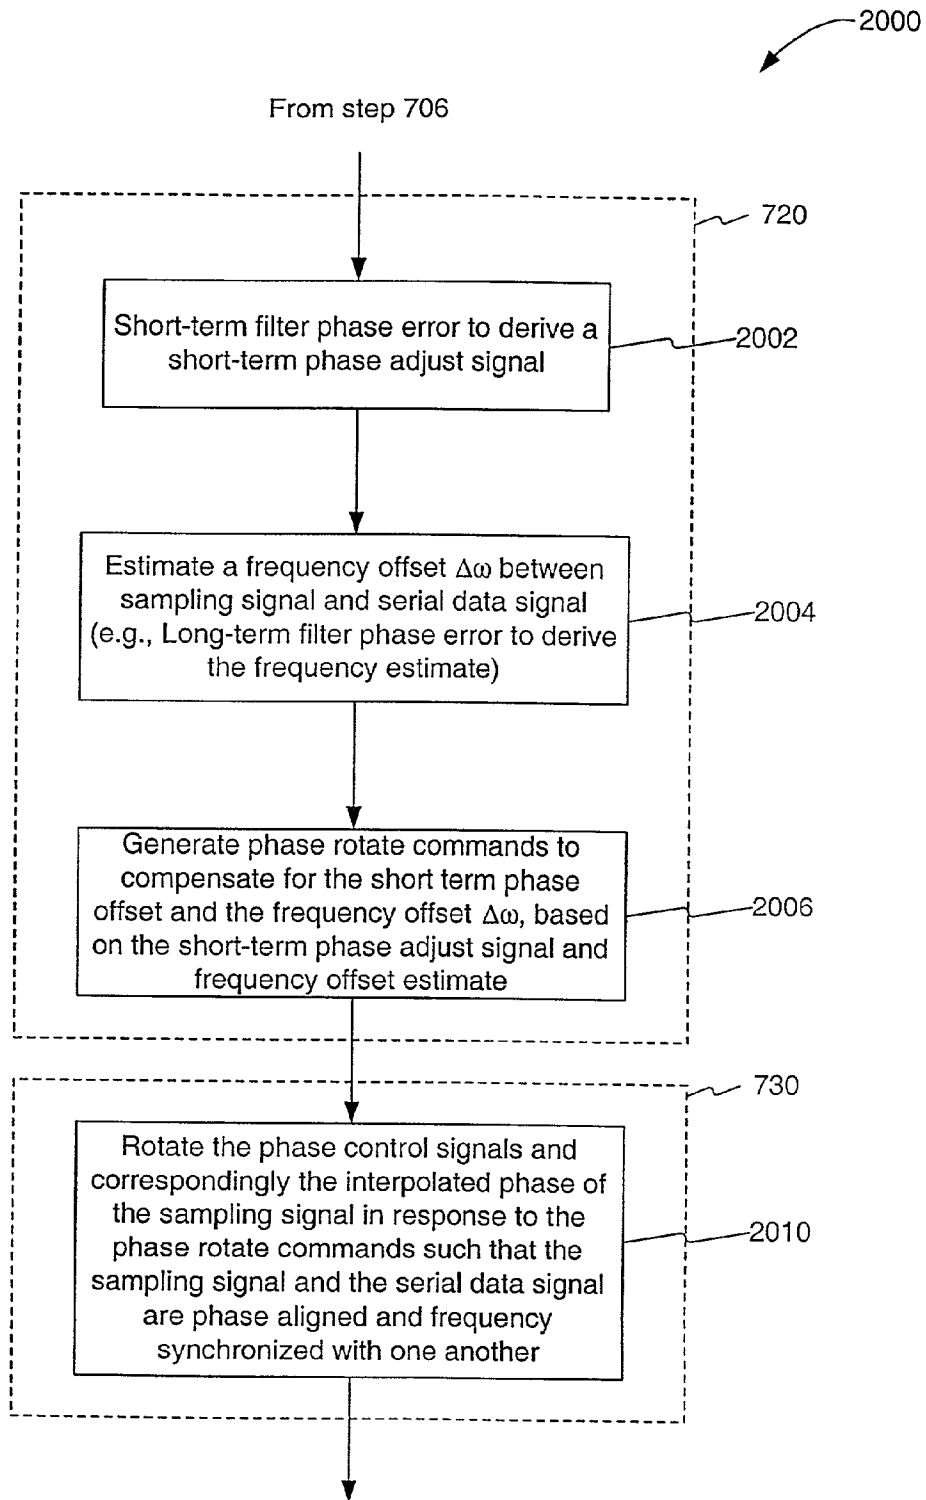 2000
From step 706
720
Short-term filter phase error to derive a
short-term phase adjust signal
2002
Estimate a frequency offset Δω between
sampling signal and serial data signal
(e.g., Long-term filter phase error to derive
the frequency estimate)
2004
Generate phase rotate commands to
compensate for the short term phase
offset and the frequency offset Δω, based
on the short-term phase adjust signal and
frequency offset estimate
2006
730
Rotate the phase control signals and
correspondingly the interpolated phase of
the sampling signal in response to the
phase rotate commands such that the
sampling signal and the serial data signal
are phase aligned and frequency
synchronized with one another
2010